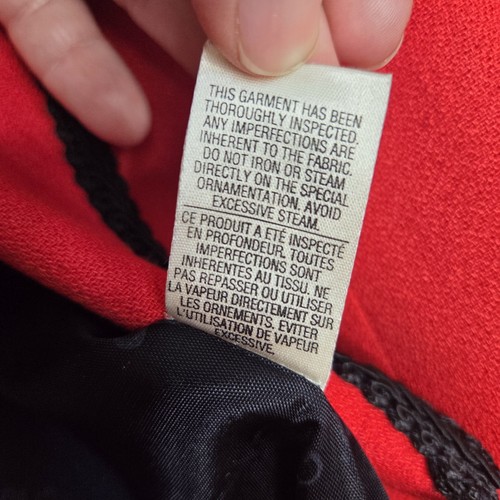 THIS GARMENT HAS BEEN
THOROUGHLY INSPECTED.
ANY IMPERFECTIONS ARE
INHERENT TO THE FABRIC.
DO NOT IRON OR STEAM
DIRECTLY ON THE SPECIAL
ORNAMENTATION. AVOID
EXCESSIVE STEAM.
CE PRODUIT A ÉTÉ INSPECTÉ
EN PROFONDEUR. TOUTES
IMPERFECTIONS SONT
INHERENTES AU TISSU. NE
PAS REPASSER OU UTILISER
LA VAPEUR DIRECTEMENT SUR
LES ORNEMENTS. EVITER
L'UTILISATION DE VAPEUR
EXCESSIVE.